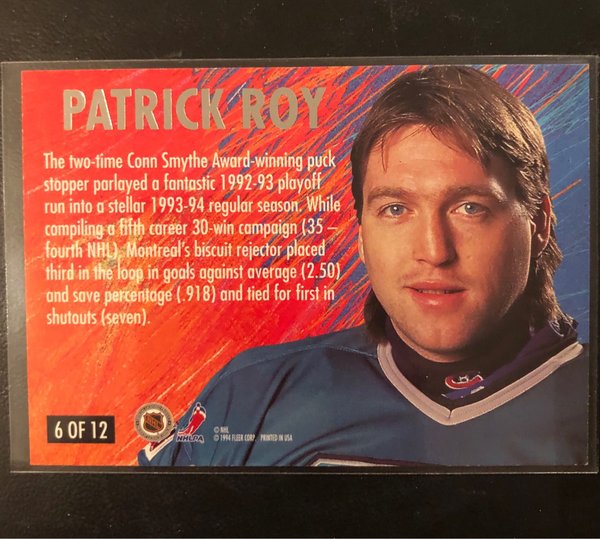 PATRICK ROY
The two-time Conn Smythe Award-winning puck
stopper parlayed a fantastic 1992-93 playoff
run into a stellar 1993-94 regular season. While
compiling a fifth career 30-win campaign (35 –
fourth NHL), Montreal's biscuit rejector placed
third in the loop in goals against average (2.50)
and save percentage (.918) and tied for first in
shutouts (seven).
6 OF 12
NHL
NHLPA
© NHL
© 1994 FLEER CORP. PRINTED IN USA